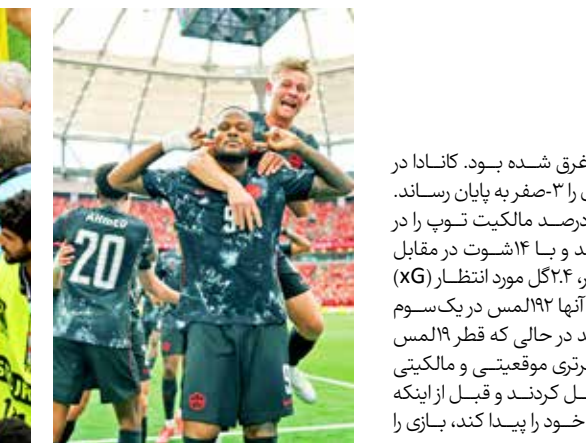 غرق شده بود. کانادا در
را ۳-صفر به پایان رساند.
درصد مالکیت توپ را در
و با ۱۴شوت در مقابل
۲.۴گل مورد انتظار (xG)
آنها ۱۹۲لمس در یک‌سوم
در حالی که قطر ۱۹لمس
موقعیتی و مالکیتی
کردند و قبل از اینکه
خود را پیدا کند، بازی را
AHMED
20
9